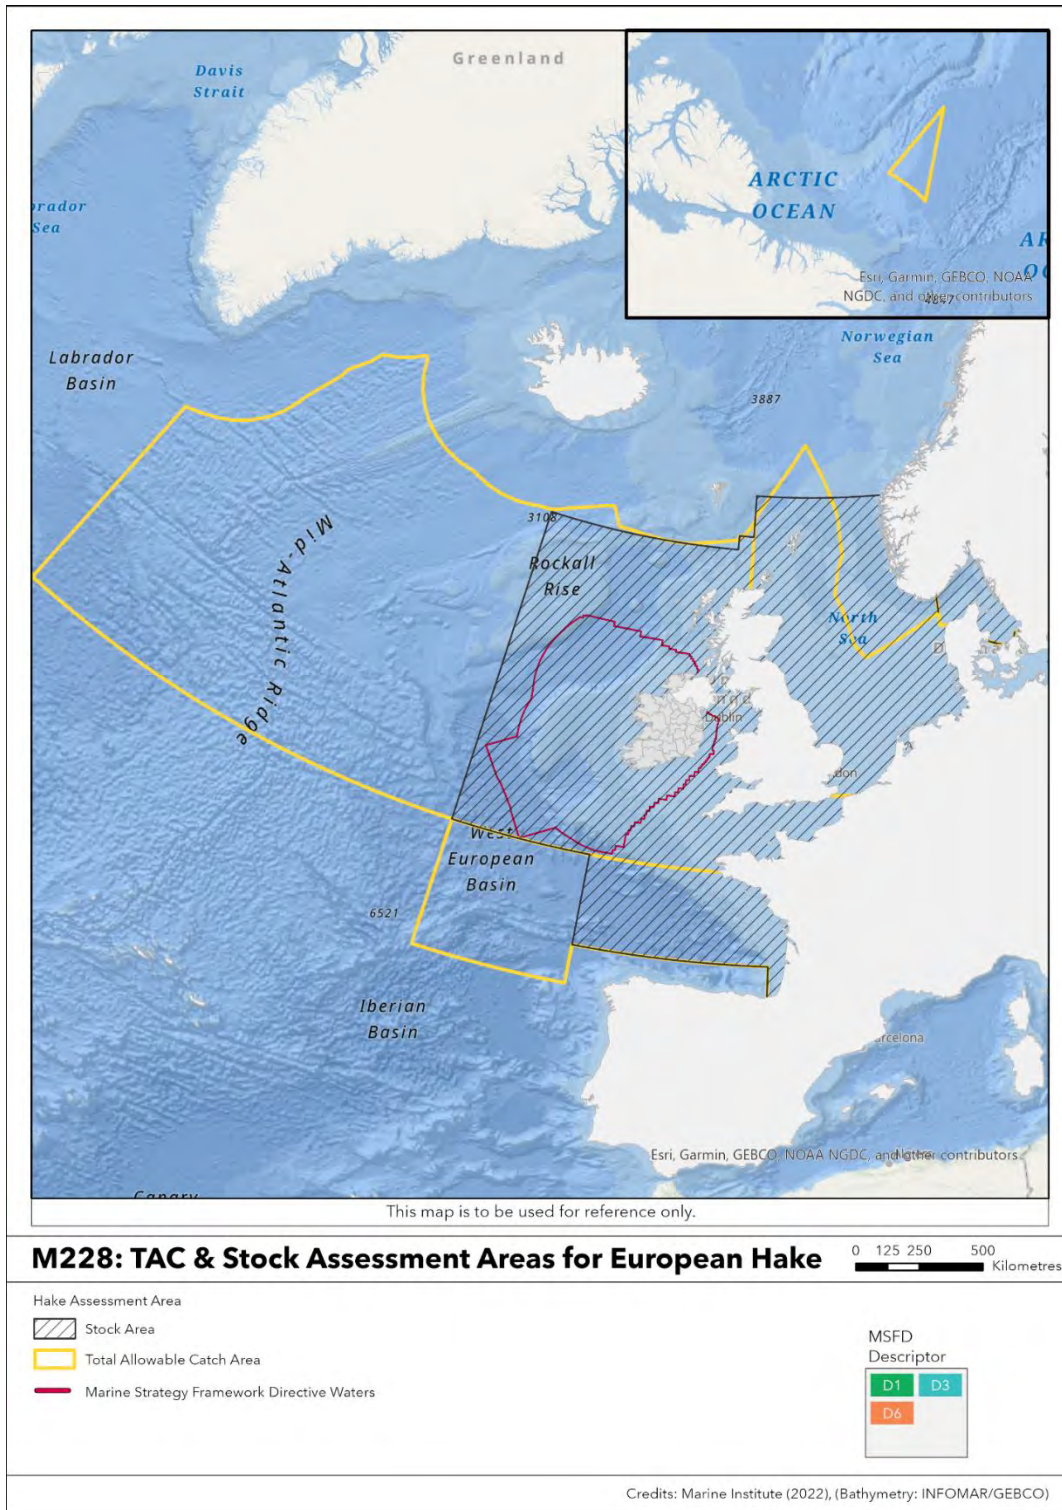 Greenland
Davis
Strait
ARCTIC
OCEAN
Esri, Garmin, GEBCO, NOAA
NGDC, and other contributors
4847
Sea
Norwegian
Sea
Labrador
Basin
3887
3108
Rockall
Rise
Mid-Atlantic Ridge
North
Sea
Dublin
West
European
Basin
6521
Iberian
Basin
Esri, Garmin, GEBCO, NOAA NGDC, and other contributors
This map is to be used for reference only.
M228: TAC & Stock Assessment Areas for European Hake
0 125 250 500
Kilometres
Hake Assessment Area
Stock Area
Total Allowable Catch Area
Marine Strategy Framework Directive Waters
MSFD
Descriptor
D1 D3
D6
Credits: Marine Institute (2022), (Bathymetry: INFOMAR/GEBCO)